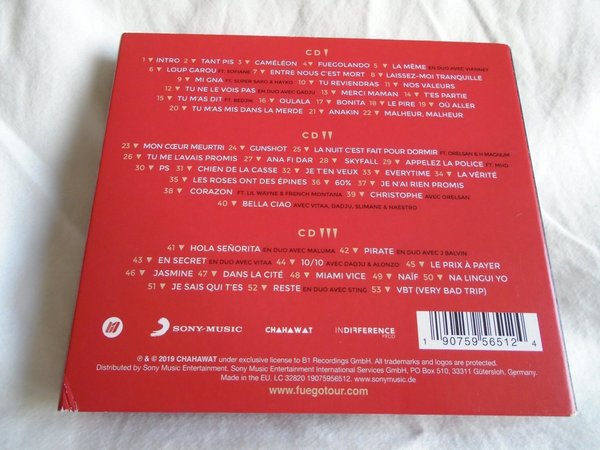 CD I
1 INTRO 2 TANT PIS 3 CAMÉLÉON 4 FUEGOLANDO 5 LA MÊME EN DUO AVEC VIANNEY
6 LOUP GAROU FT. SOFIANE 7 ENTRE NOUS C'EST MORT 8 LAISSEZ-MOI TRANQUILLE
9 MI GNA FT. SUPER SAKO & HAYKO 10 TU REVIENDRAS 11 NOS VALEURS
12 TU NE LE VOIS PAS EN DUO AVEC DADJU 13 MERCI MAMAN 14 T'ES PARTIE
15 TU M'AS DIT FT. BEDJIK 16 OULALA 17 BONITA 18 LE PIRE 19 OÙ ALLER
20 TU M'AS MIS DANS LA MERDE 21 ANAKIN 22 MALHEUR, MALHEUR
CD II
23 MON CŒUR MEURTRI 24 GUNSHOT 25 LA NUIT C'EST FAIT POUR DORMIR FT. ORELSAN & H MAGNUM
26 TU ME L'AVAIS PROMIS 27 ANA FI DAR 28 SKYFALL 29 APPELEZ LA POLICE FT. MHD
30 PS 31 CHIEN DE LA CASSE 32 JE T'EN VEUX 33 EVERYTIME 34 LA VÉRITÉ
35 LES ROSES ONT DES ÉPINES 36 60% 37 JE N'AI RIEN PROMIS
38 CORAZON FT. LIL WAYNE & FRENCH MONTANA 39 CHRISTOPHE AVEC ORELSAN
40 BELLA CIAO AVEC VITAA, DADJU, SLIMANE & NAESTRO
CD III
41 HOLA SEÑORITA EN DUO AVEC MALUMA 42 PIRATE EN DUO AVEC J BALVIN
43 EN SECRET EN DUO AVEC VITAA 44 10/10 AVEC DADJU & ALONZO 45 LE PRIX À PAYER
46 JASMINE 47 DANS LA CITÉ 48 MIAMI VICE 49 NAÏF 50 NA LINGUI YO
51 JE SAIS QUI T'ES 52 RESTE EN DUO AVEC STING 53 VBT (VERY BAD TRIP)
SONY MUSIC CHAHAWAT INDIFFERENCE PROD
1 90759 56512 4
℗ & © 2019 CHAHAWAT under exclusive license to B1 Recordings GmbH. All trademarks and logos are protected.
Distributed by Sony Music Entertainment. Sony Music Entertainment International Services GmbH, PO Box 510, 33311 Gütersloh, Germany.
Made in the EU. LC 32820 19075956512. www.sonymusic.de
www.fuegotour.com